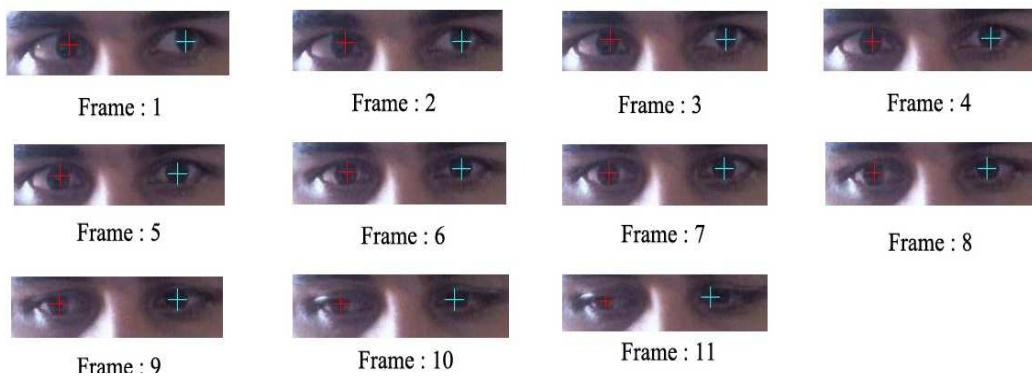 Frame : 1
Frame : 2
Frame : 3
Frame : 4
Frame : 5
Frame : 6
Frame : 7
Frame : 8
Frame : 9
Frame : 10
Frame : 11